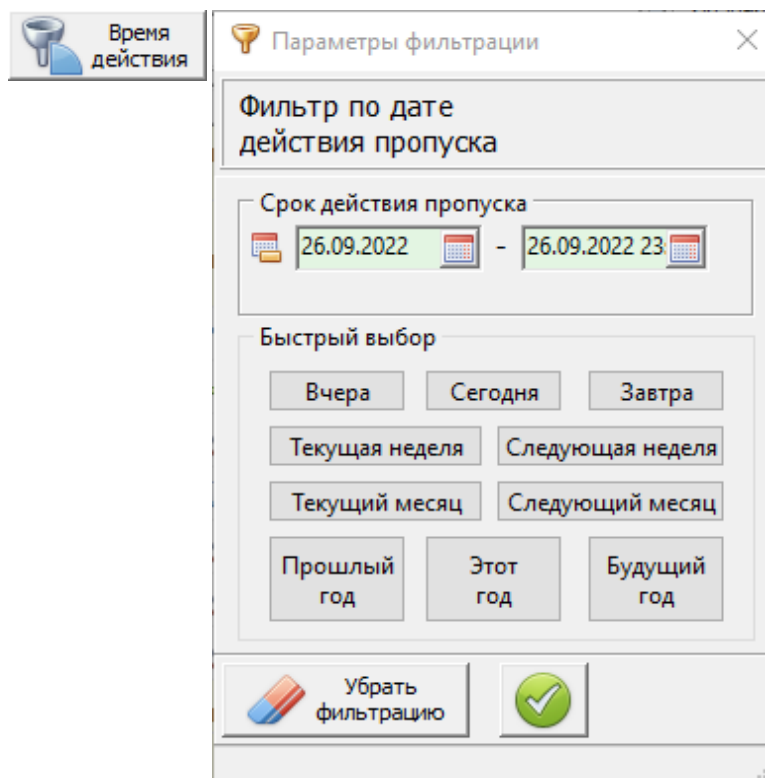 Время
действия
Параметры фильтрации
Фильтр по дате
действия пропуска
Срок действия пропуска
26.09.2022 - 26.09.2022 23:
Быстрый выбор
Вчера Сегодня Завтра
Текущая неделя Следующая неделя
Текущий месяц Следующий месяц
Прошлый Этот Будущий
год год год
Убрать
фильтрацию